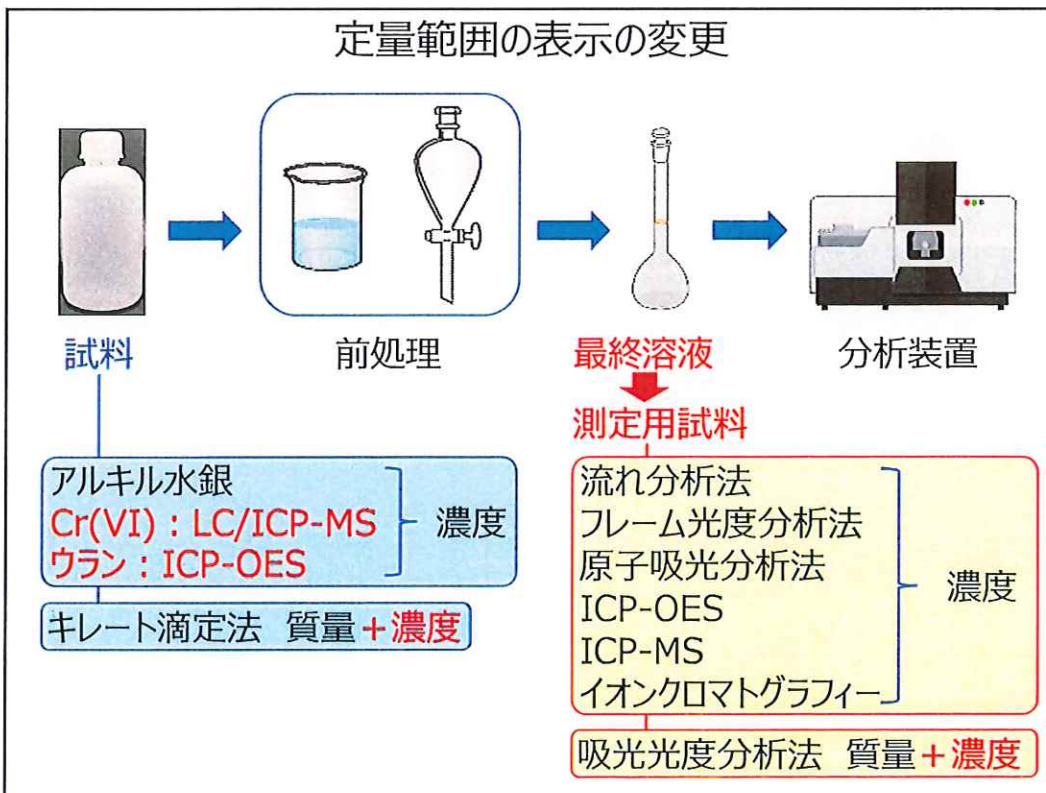 定量範囲の表示の変更
試料
前処理
最終溶液
分析装置
測定用試料
アルキル水銀
Cr(VI)：LC/ICP-MS
ウラン：ICP-OES
濃度
キレート滴定法 質量＋濃度
流れ分析法
フレーム光度分析法
原子吸光分析法
ICP-OES
ICP-MS
イオンクロマトグラフィー
濃度
吸光光度分析法 質量＋濃度